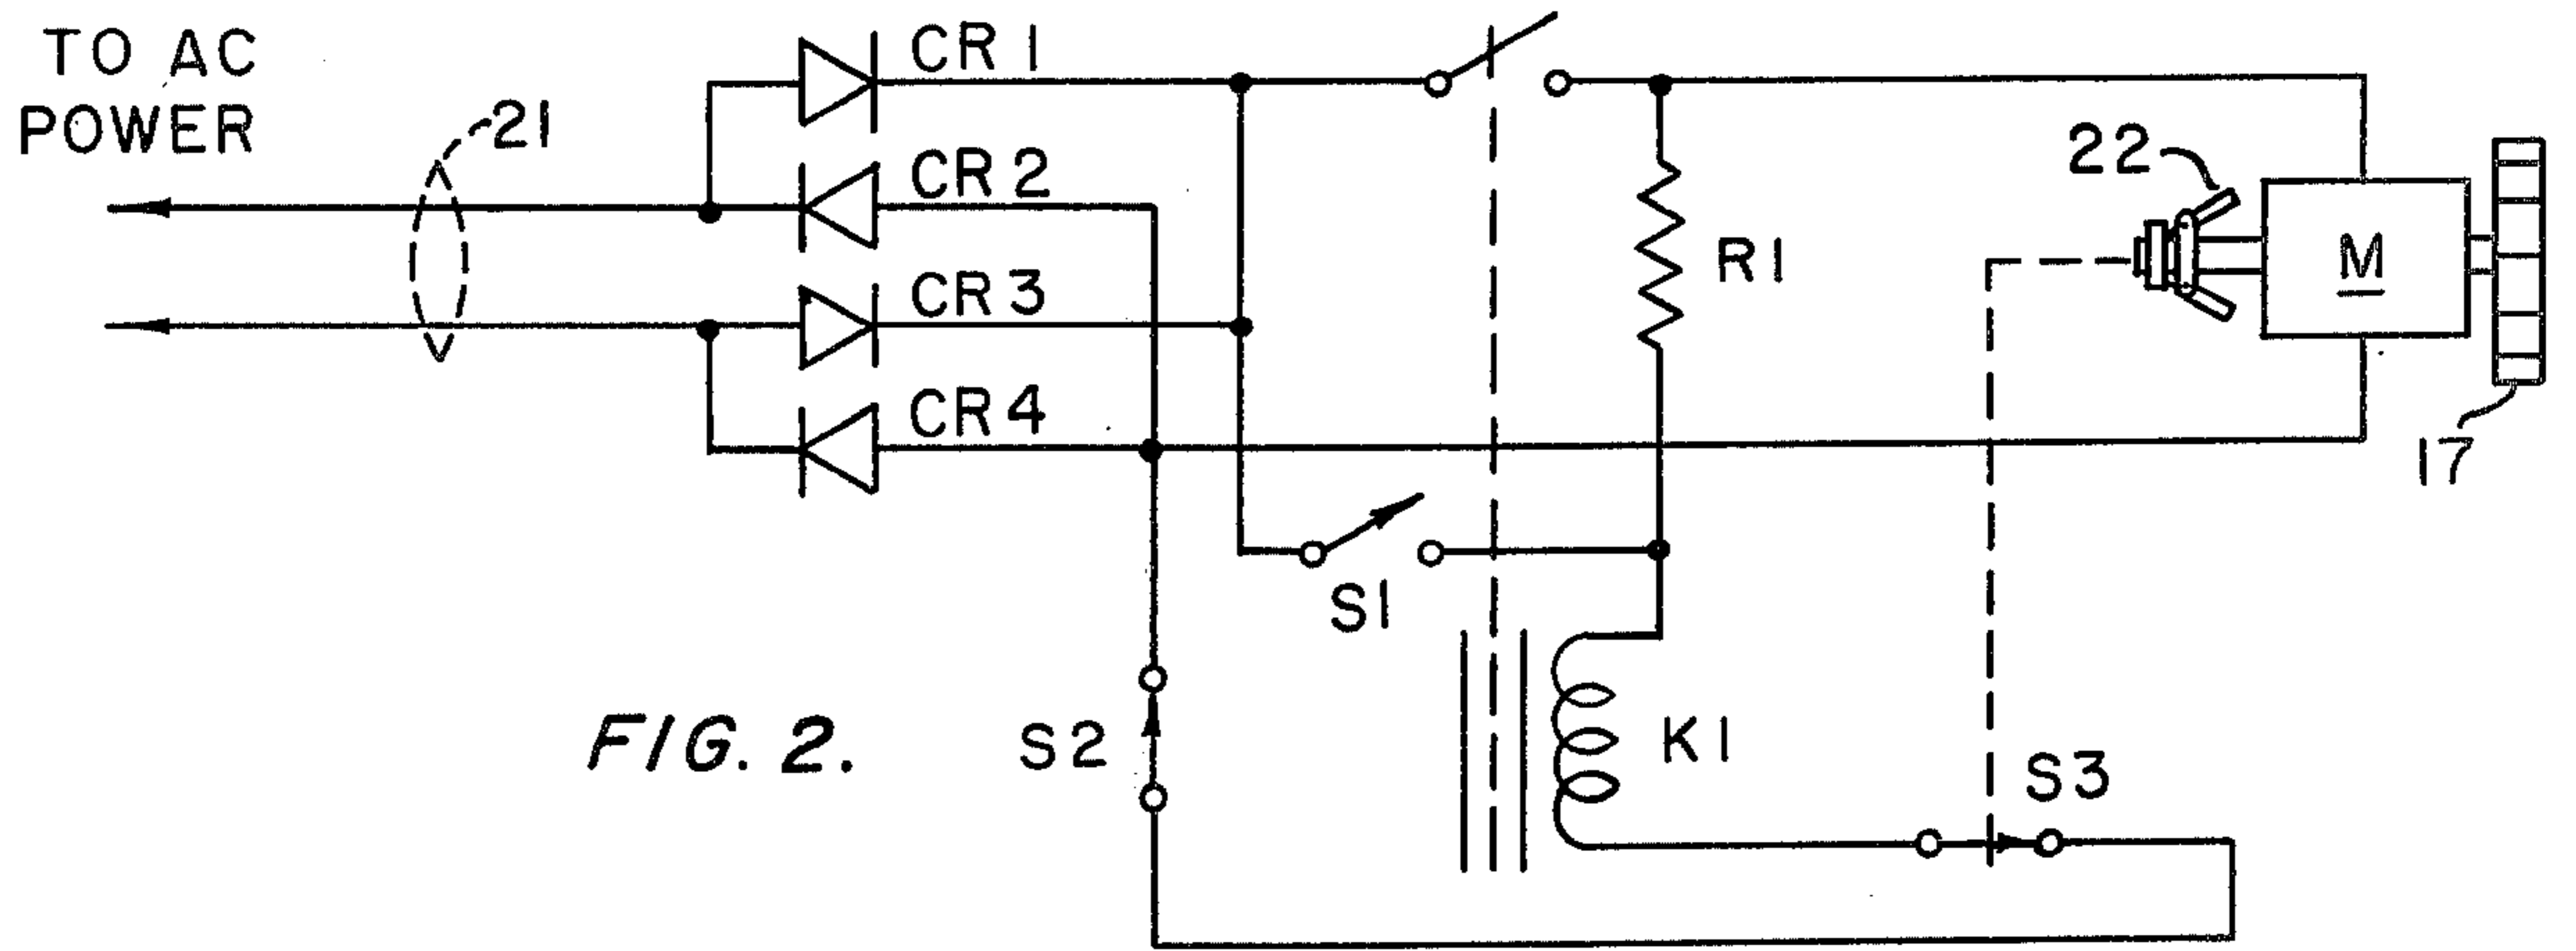 TO AC
POWER
21
CR1
CR2
CR3
CR4
22
M
R1
17
S1
S2
K1
S3
FIG. 2.